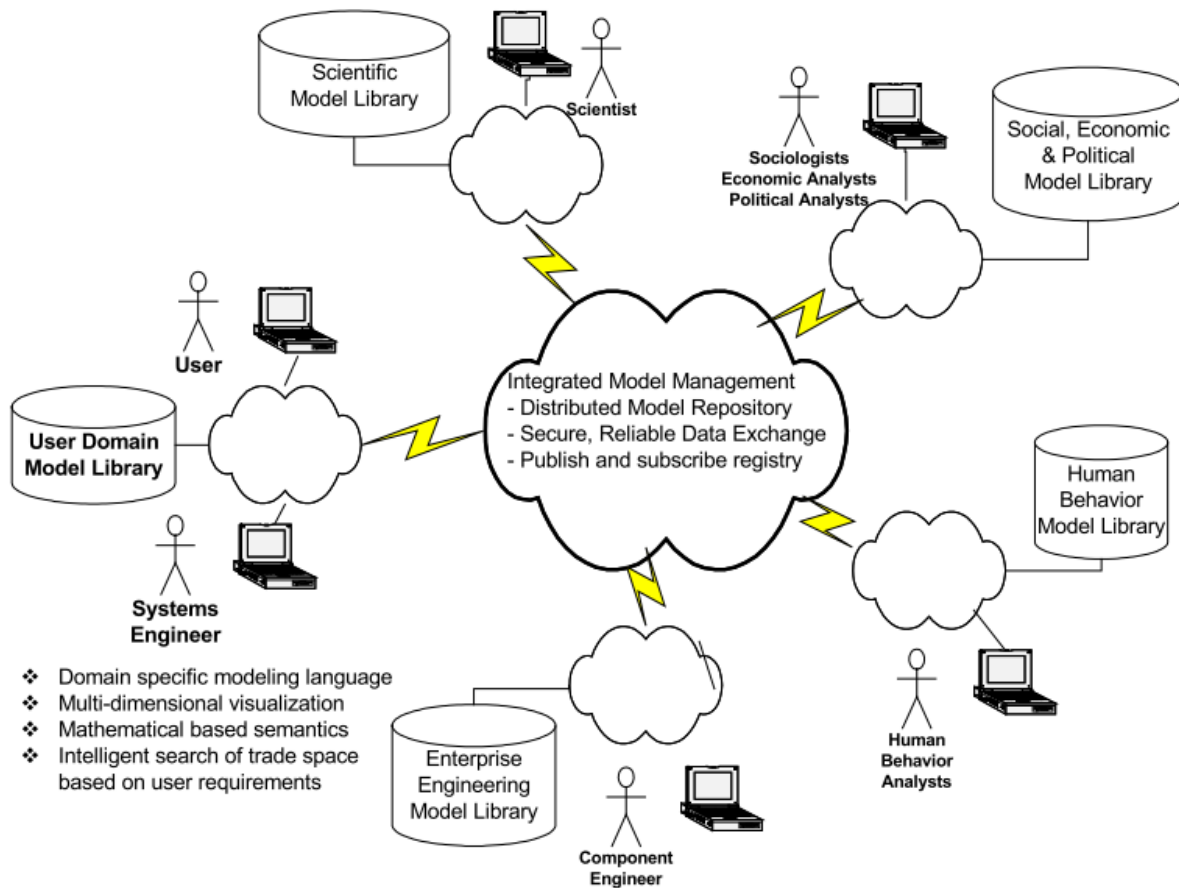 Scientific
Model Library
Scientist
Sociologists
Economic Analysts
Political Analysts
Social, Economic
& Political
Model Library
User
User Domain
Model Library
Integrated Model Management
- Distributed Model Repository
- Secure, Reliable Data Exchange
- Publish and subscribe registry
Human
Behavior
Model Library
Systems
Engineer
❖ Domain specific modeling language
❖ Multi-dimensional visualization
❖ Mathematical based semantics
❖ Intelligent search of trade space
based on user requirements
Enterprise
Engineering
Model Library
Component
Engineer
Human
Behavior
Analysts